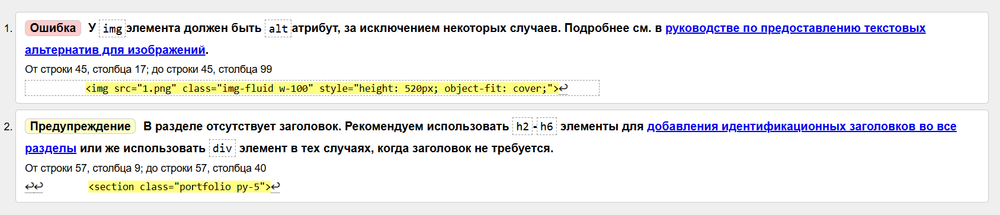 1. Ошибка У img элемента должен быть alt атрибут, за исключением некоторых случаев. Подробнее см. в руководстве по предоставлению текстовых
альтернатив для изображений.
От строки 45, столбца 17; до строки 45, столбца 99
<img src="1.png" class="img-fluid w-100" style="height: 520px; object-fit: cover;">↩
2. Предупреждение В разделе отсутствует заголовок. Рекомендуем использовать h2-h6 элементы для добавления идентификационных заголовков во все
разделы или же использовать div элемент в тех случаях, когда заголовок не требуется.
От строки 57, столбца 9; до строки 57, столбца 40
↩↩ <section class="portfolio py-5">↩